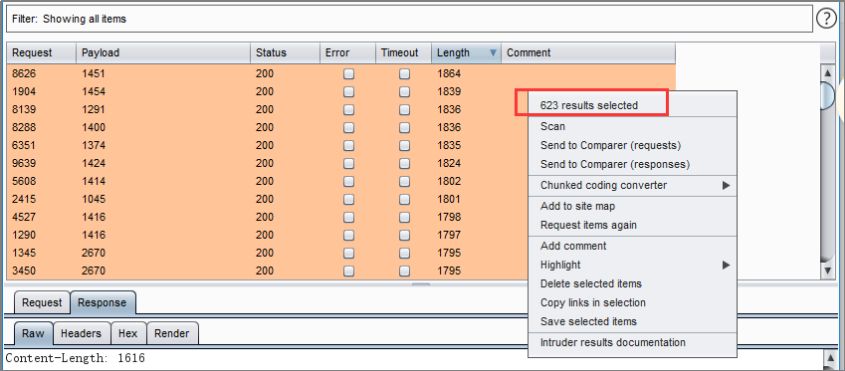 Filter: Showing all items
?
Request Payload Status Error Timeout Length Comment
8626 1451 200 1864
1904 1454 200 1839
8139 1291 200 1836
8288 1400 200 1836
6351 1374 200 1835
9639 1424 200 1824
5608 1414 200 1802
2415 1045 200 1801
4527 1416 200 1798
1290 1416 200 1797
1345 2670 200 1795
3450 2670 200 1795
623 results selected
Scan
Send to Comparer (requests)
Send to Comparer (responses)
Chunked coding converter
Add to site map
Request items again
Add comment
Highlight
Delete selected items
Copy links in selection
Save selected items
Intruder results documentation
Request Response
Raw Headers Hex Render
Content-Length: 1616